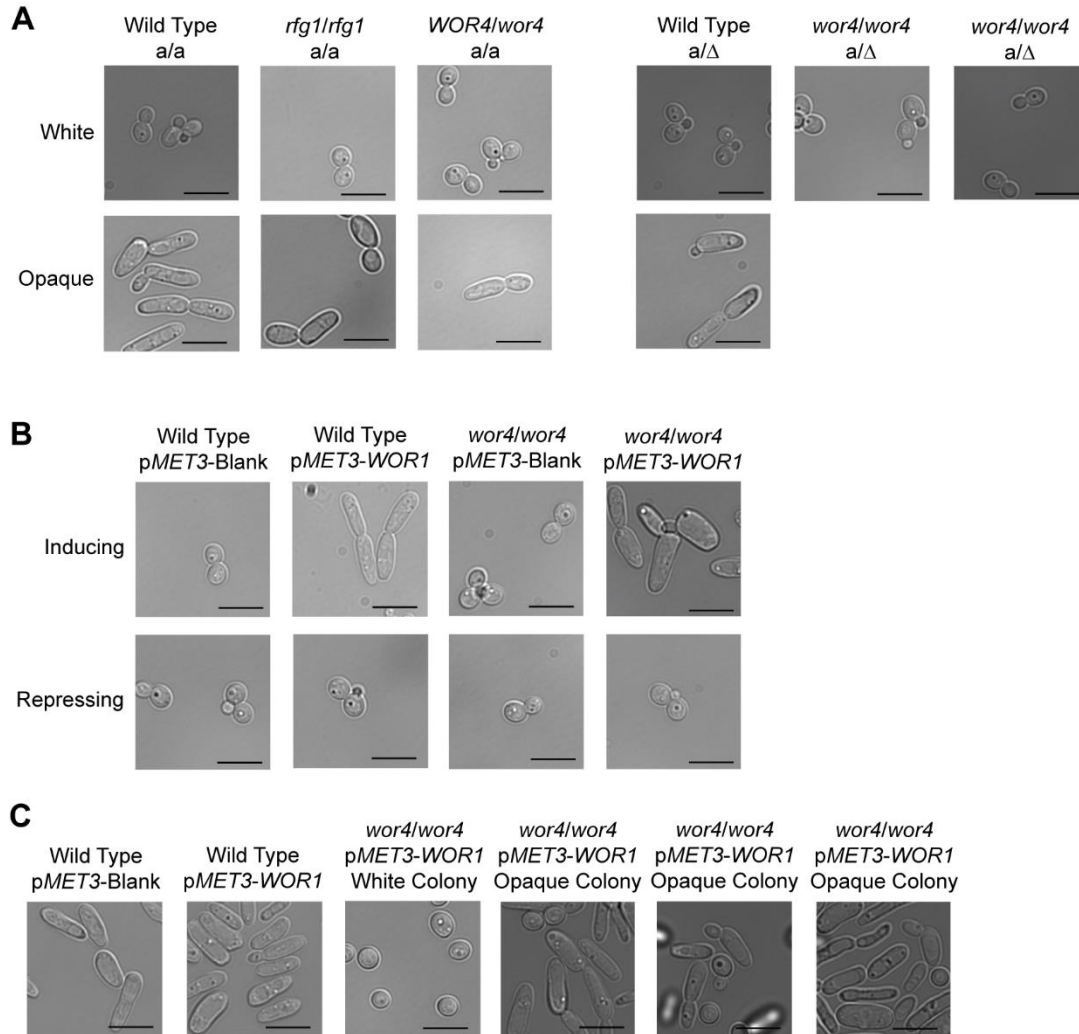 A
Wild Type
a/a
rfg1/rfg1
a/a
WOR4/wor4
a/a
Wild Type
a/Δ
wor4/wor4
a/Δ
wor4/wor4
a/Δ
White
Opaque
B
Wild Type
pMET3-Blank
Wild Type
pMET3-WOR1
wor4/wor4
pMET3-Blank
wor4/wor4
pMET3-WOR1
Inducing
Repressing
C
Wild Type
pMET3-Blank
Wild Type
pMET3-WOR1
wor4/wor4
pMET3-WOR1
White Colony
wor4/wor4
pMET3-WOR1
Opaque Colony
wor4/wor4
pMET3-WOR1
Opaque Colony
wor4/wor4
pMET3-WOR1
Opaque Colony